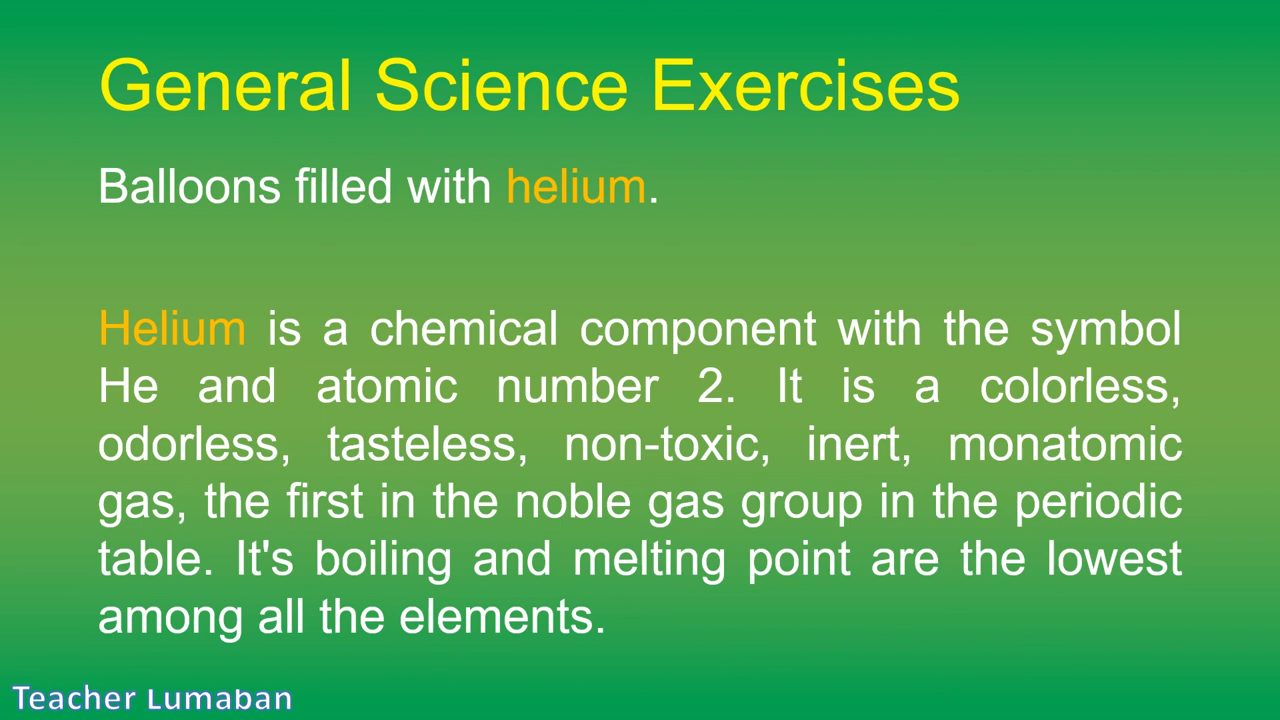 General Science Exercises
Balloons filled with helium.
Helium is a chemical component with the symbol
He and atomic number 2. It is a colorless,
odorless, tasteless, non-toxic, inert, monatomic
gas, the first in the noble gas group in the periodic
table. It's boiling and melting point are the lowest
among all the elements.
Teacher Lumaban